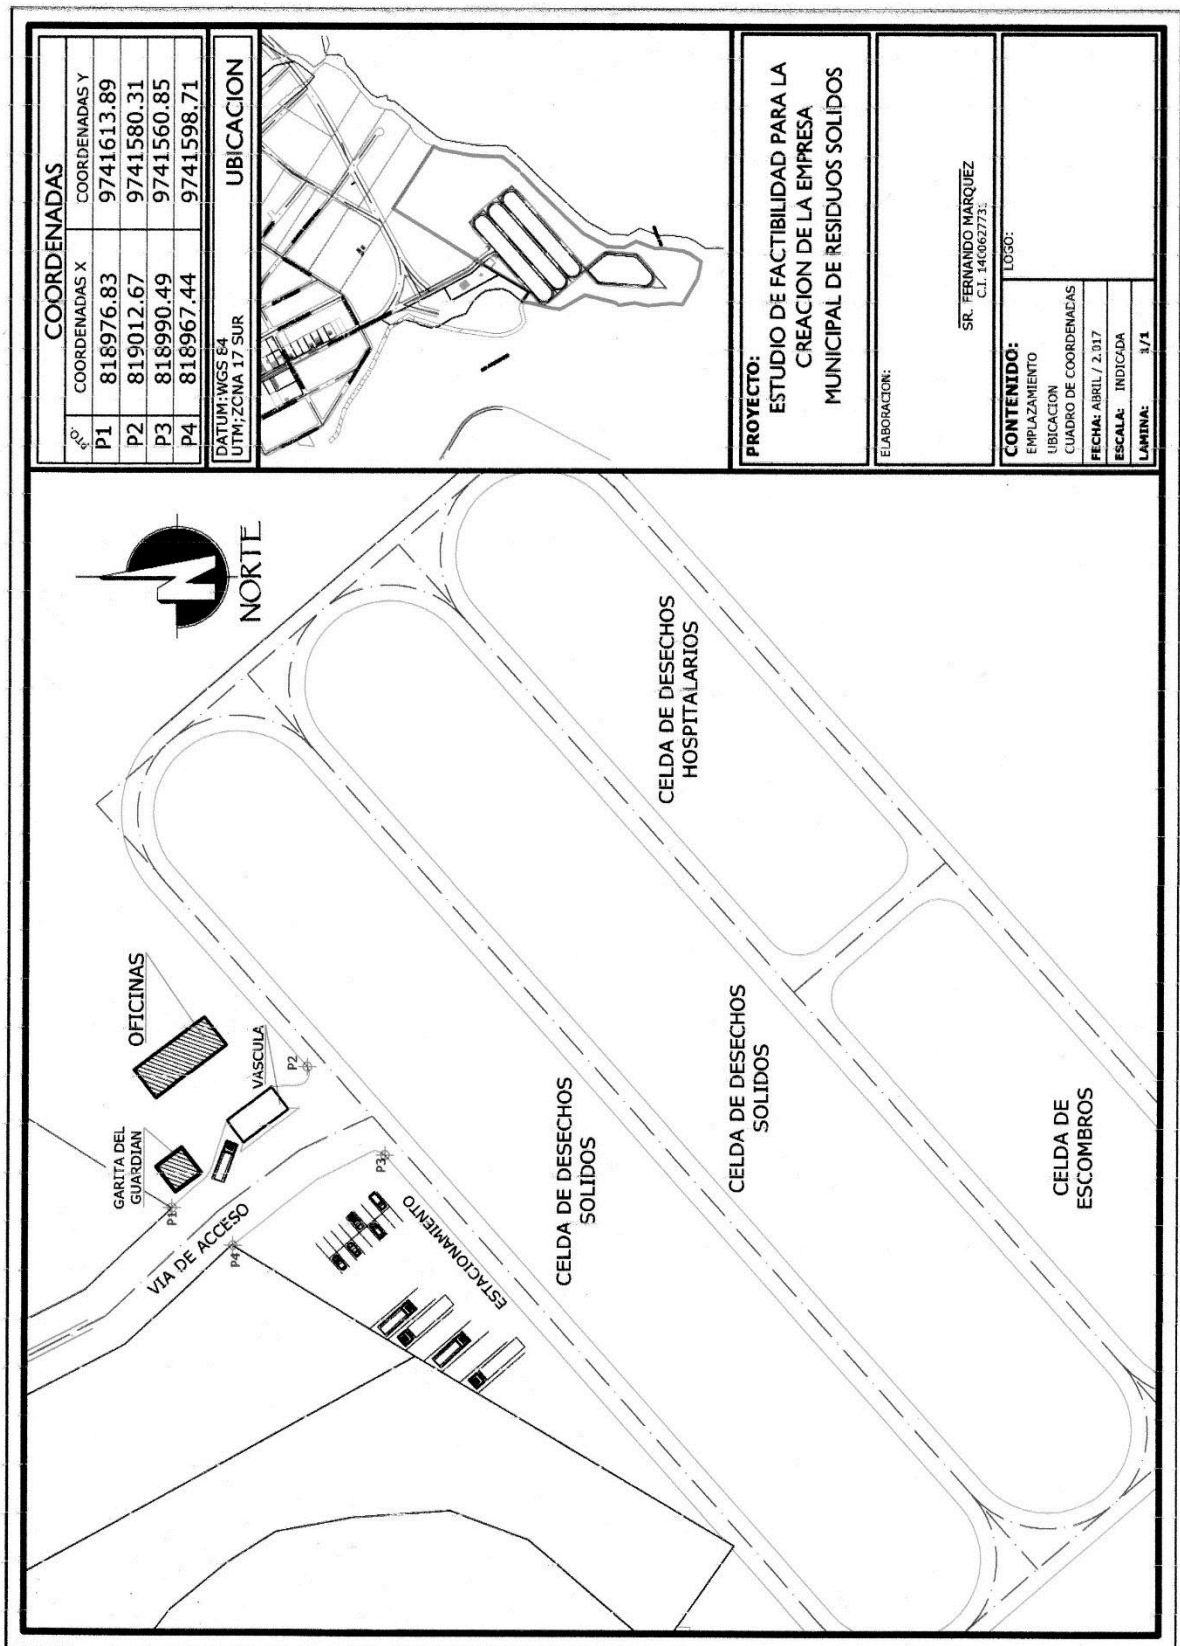 COORDENADAS
PTO. COORDENADAS X COORDENADAS Y
P1 818976.83 9741613.89
P2 819012.67 9741580.31
P3 818990.49 9741560.85
P4 818967.44 9741598.71
DATUM:WGS 84
UTM;ZONA 17 SUR
UBICACION
PROYECTO:
ESTUDIO DE FACTIBILIDAD PARA LA
CREACION DE LA EMPRESA
MUNICIPAL DE RESIDUOS SOLIDOS
ELABORACION:
SR. FERNANDO MARQUEZ
C.I. 140062773
CONTENIDO:
EMPLAZAMIENTO
UBICACION
CUADRO DE COORDENADAS
FECHA: ABRIL / 2.017
ESCALA: INDICADA
LAMINA: 1/1
LOGO:
N
NORTE
OFICINAS
GARITA DEL
GUARDIAN
VASCULA
P1
P2
P3
P4
VIA DE ACCESO
ESTACIONAMIENTO
CELDA DE DESECHOS
SOLIDOS
CELDA DE DESECHOS
SOLIDOS
CELDA DE DESECHOS
HOSPITALARIOS
CELDA DE
ESCOMBROS